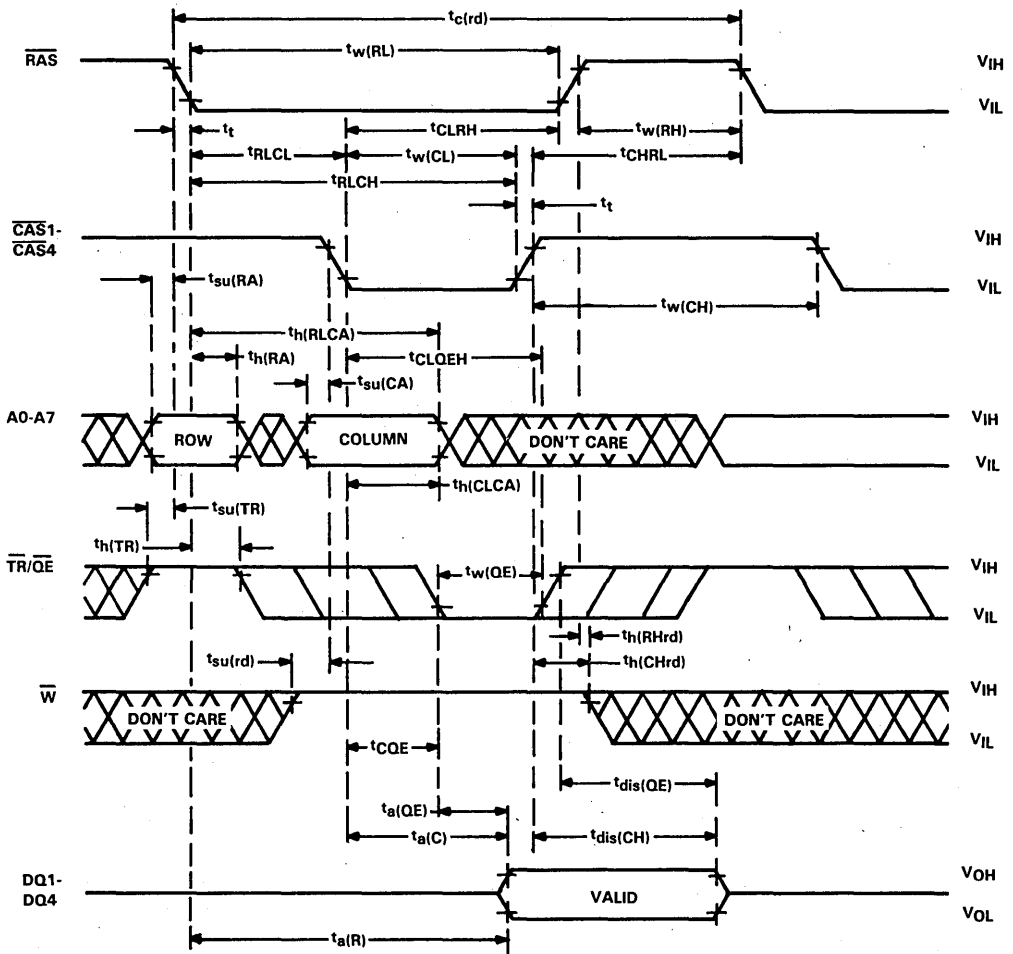 tc(rd)
RAS
tw(RL)
VIH
VIL
tt
tCLRH
tw(RH)
tRLCL
tw(CL)
tCHRL
tRLCH
tt
CAS1-
CAS4
VIH
VIL
tsu(RA)
tw(CH)
th(RLCA)
th(RA)
tCLQEH
tsu(CA)
A0-A7
ROW
COLUMN
DON'T CARE
VIH
VIL
th(CLCA)
tsu(TR)
th(TR)
TR/QE
tw(QE)
VIH
VIL
th(RHrd)
tsu(rd)
th(CHrd)
W
DON'T CARE
DON'T CARE
VIH
VIL
tCQE
tdis(QE)
ta(QE)
ta(C)
tdis(CH)
DQ1-
DQ4
VALID
VOH
VOL
ta(R)